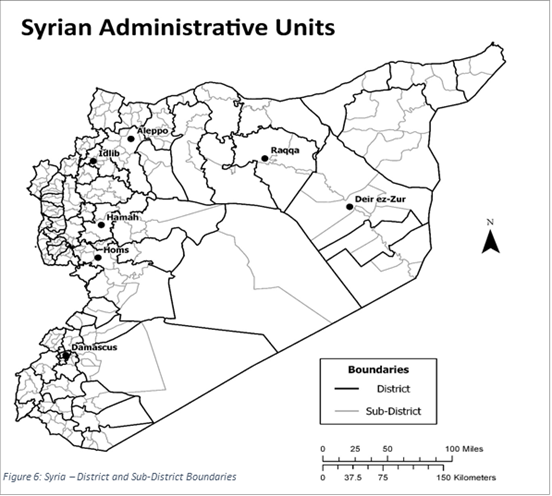 Syrian Administrative Units
Aleppo
Idlib
Raqqa
Deir ez-Zur
Hamah
N
Homs
Damascus
Boundaries
District
Sub-District
0 25 50 100 Miles
0 37.5 75 150 Kilometers
Figure 6: Syria – District and Sub-District Boundaries